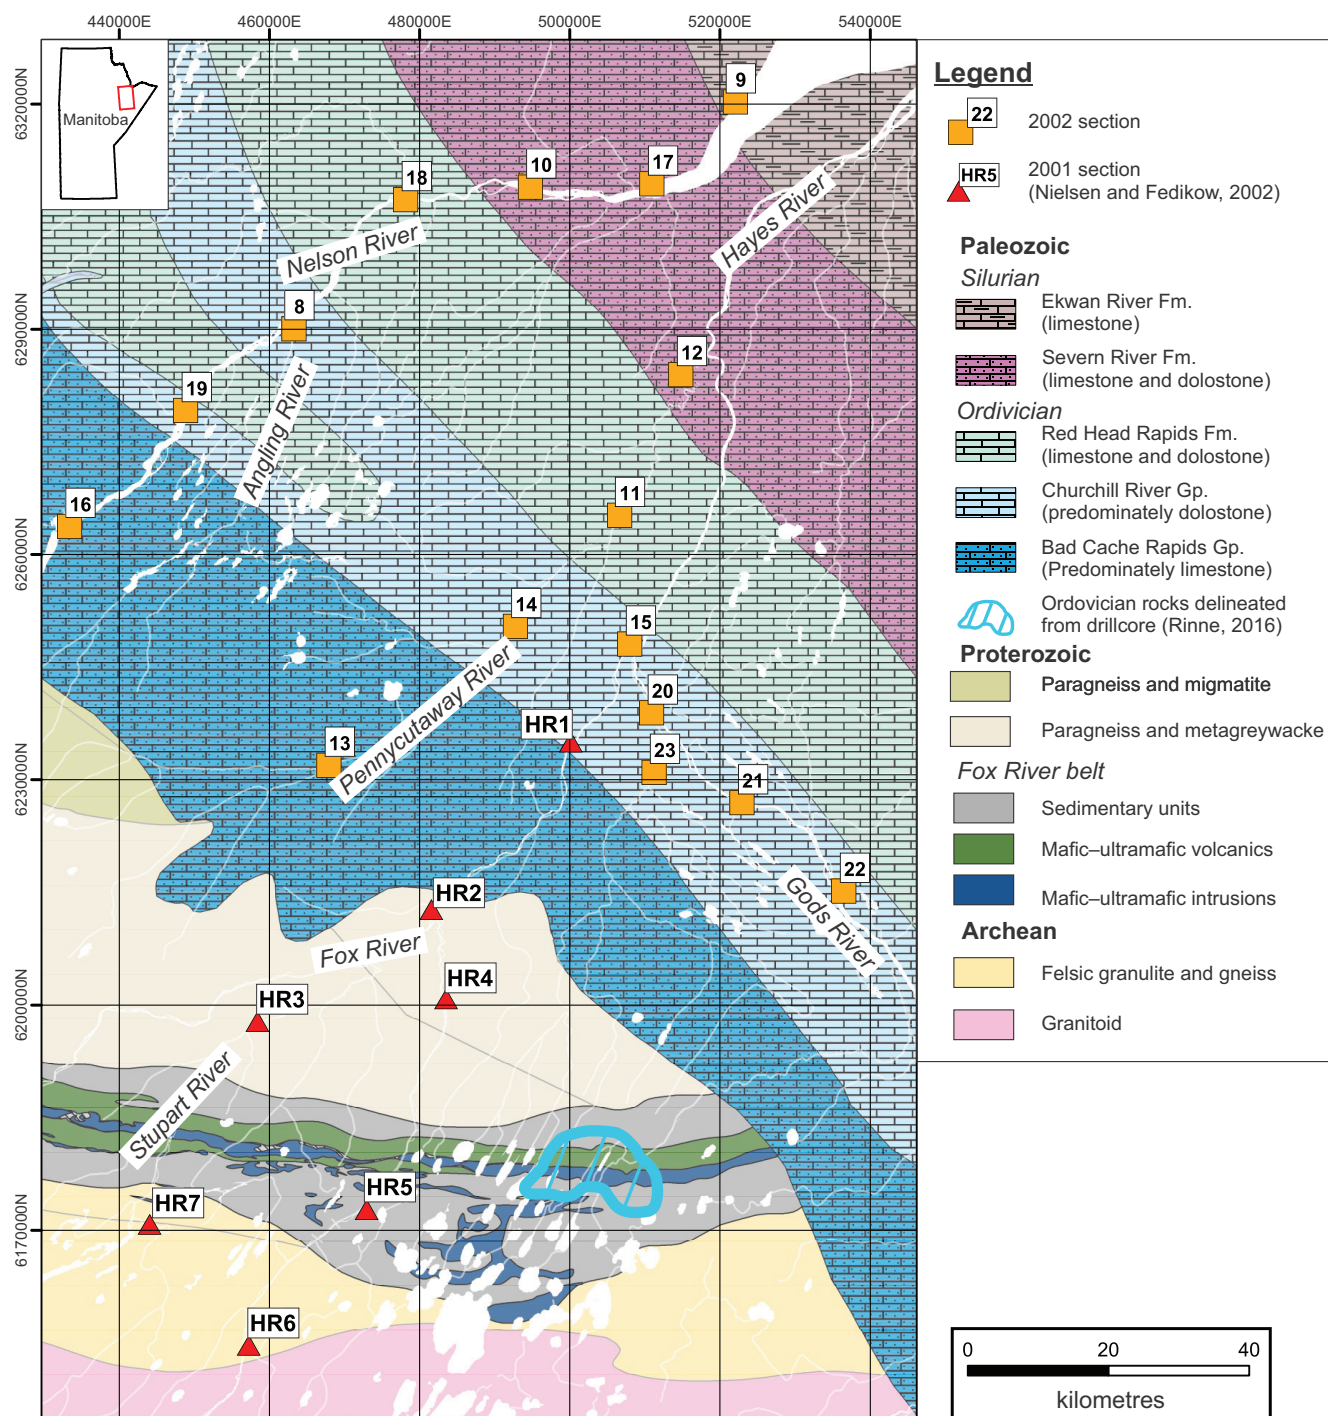 440000E
460000E
480000E
500000E
520000E
540000E
6320000N
6290000N
6260000N
6230000N
6200000N
6170000N
Manitoba
9
17
10
18
Hayes River
Nelson River
8
12
19
Angling River
11
16
14
15
Pennycutaway River
20
HR1
13
23
21
22
Gods River
HR2
Fox River
HR4
HR3
Stupart River
HR5
HR7
HR6
Legend
22
2002 section
HR5
2001 section
(Nielsen and Fedikow, 2002)
Paleozoic
Silurian
Ekwan River Fm.
(limestone)
Severn River Fm.
(limestone and dolostone)
Ordivician
Red Head Rapids Fm.
(limestone and dolostone)
Churchill River Gp.
(predominately dolostone)
Bad Cache Rapids Gp.
(Predominately limestone)
Ordovician rocks delineated
from drillcore (Rinne, 2016)
Proterozoic
Paragneiss and migmatite
Paragneiss and metagreywacke
Fox River belt
Sedimentary units
Mafic–ultramafic volcanics
Mafic–ultramafic intrusions
Archean
Felsic granulite and gneiss
Granitoid
0 20 40
kilometres